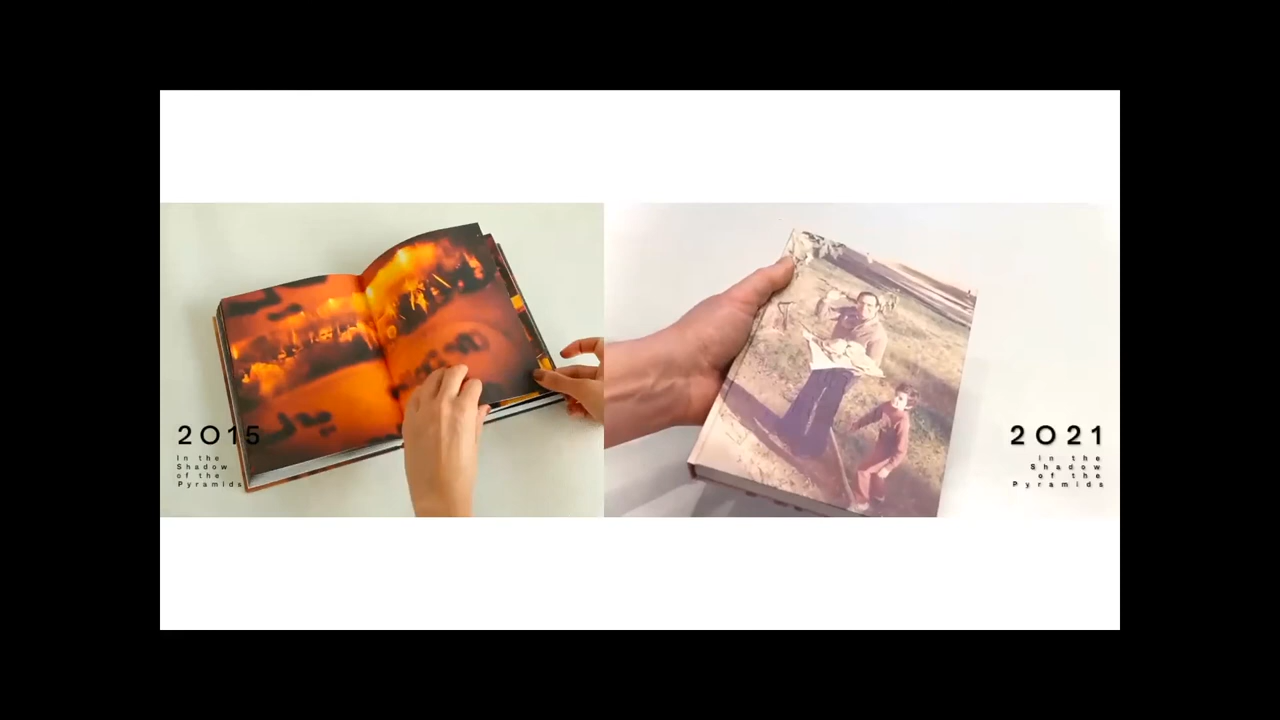 2015
In the
Shadow
of the
Pyramids
2021
In the
Shadow
of the
Pyramids